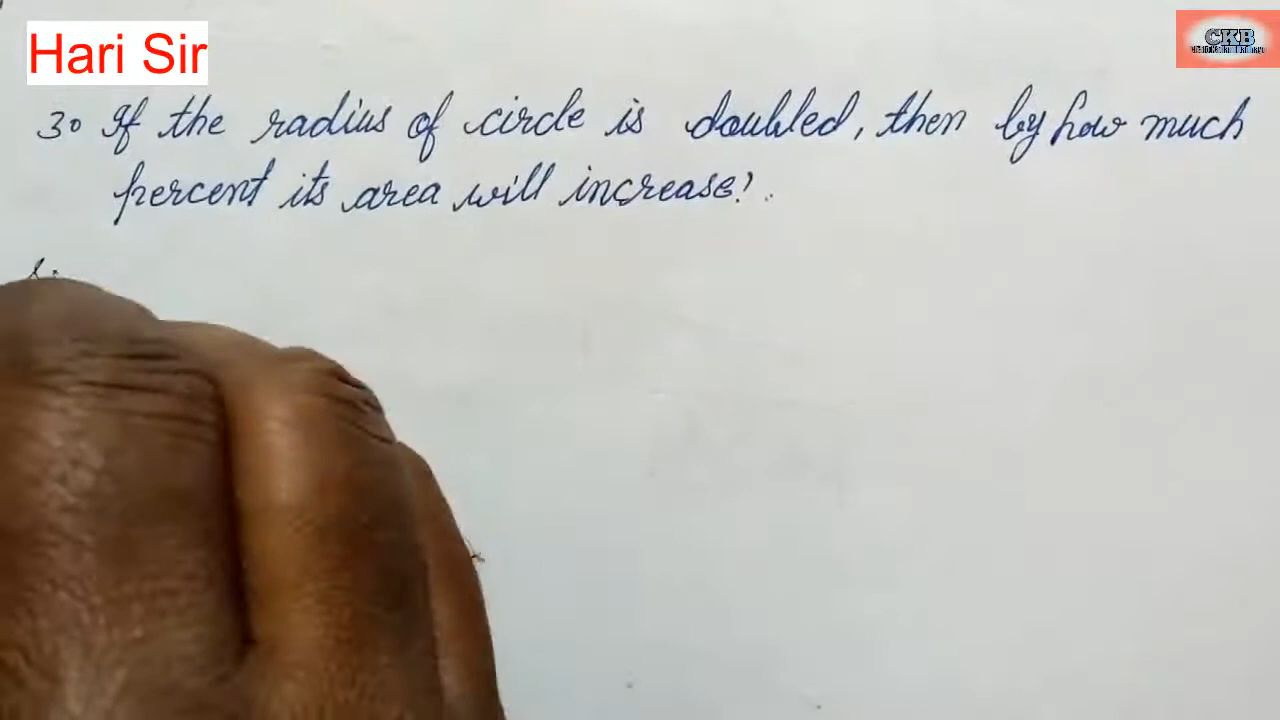 Hari Sir
CKB
30 If the radius of circle is doubled, then by how much
percent its area will increase?